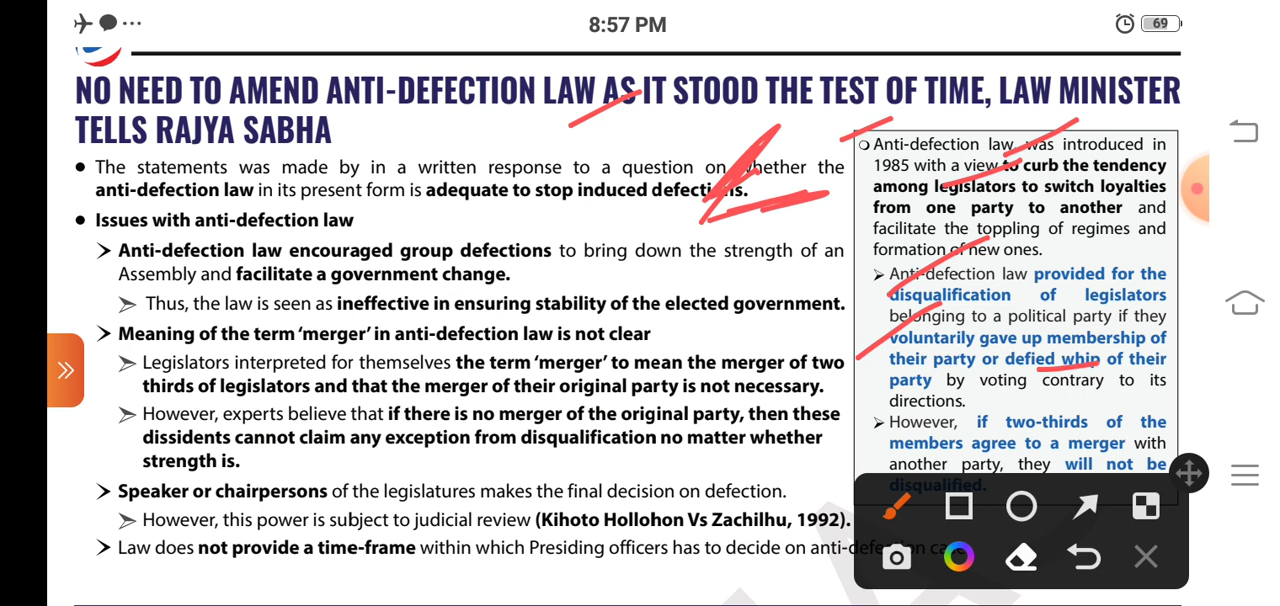 8:57 PM
69
NO NEED TO AMEND ANTI-DEFECTION LAW AS IT STOOD THE TEST OF TIME, LAW MINISTER
TELLS RAJYA SABHA
● The statements was made by in a written response to a question on whether the
anti-defection law in its present form is adequate to stop induced defections.
● Issues with anti-defection law
➢ Anti-defection law encouraged group defections to bring down the strength of an
Assembly and facilitate a government change.
➢ Thus, the law is seen as ineffective in ensuring stability of the elected government.
➢ Meaning of the term ‘merger’ in anti-defection law is not clear
➢ Legislators interpreted for themselves the term ‘merger’ to mean the merger of two
thirds of legislators and that the merger of their original party is not necessary.
➢ However, experts believe that if there is no merger of the original party, then these
dissidents cannot claim any exception from disqualification no matter whether
strength is.
➢ Speaker or chairpersons of the legislatures makes the final decision on defection.
➢ However, this power is subject to judicial review (Kihoto Hollohon Vs Zachilhu, 1992).
➢ Law does not provide a time-frame within which Presiding officers has to decide on anti-defection
○ Anti-defection law was introduced in
1985 with a view to curb the tendency
among legislators to switch loyalties
from one party to another and
facilitate the toppling of regimes and
formation of new ones.
➢ Anti-defection law provided for the
disqualification of legislators
belonging to a political party if they
voluntarily gave up membership of
their party or defied whip of their
party by voting contrary to its
directions.
➢ However, if two-thirds of the
members agree to a merger with
another party, they will not be
disqualified.